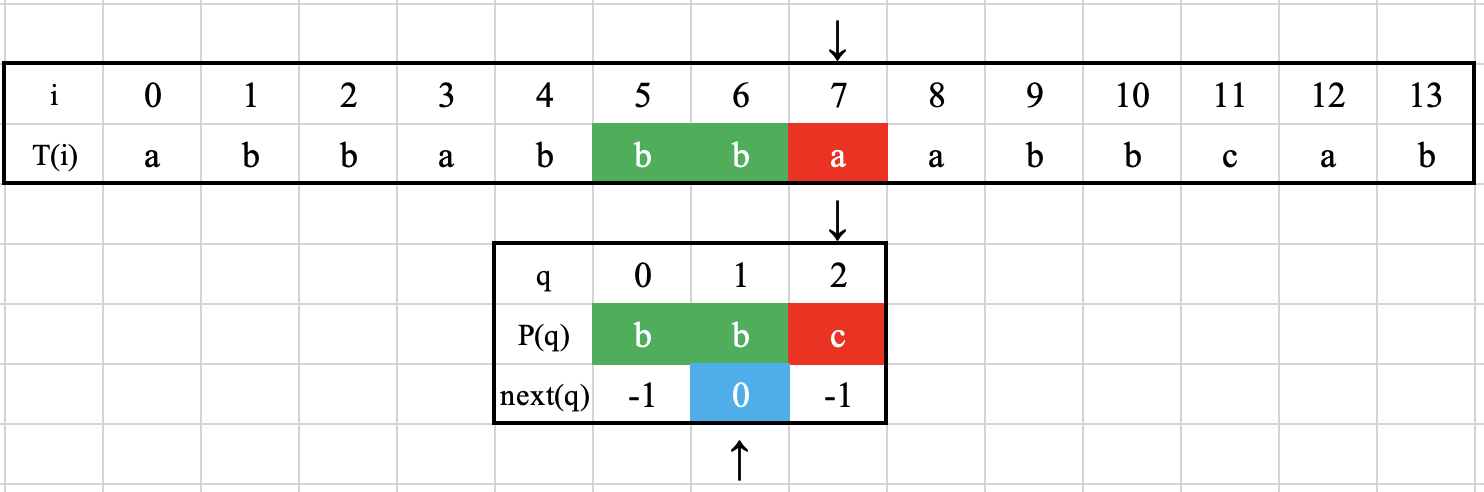 ↓
i 0 1 2 3 4 5 6 7 8 9 10 11 12 13
T(i) a b b a b b b a a b b c a b
↓
q 0 1 2
P(q) b b c
next(q) -1 0 -1
↑